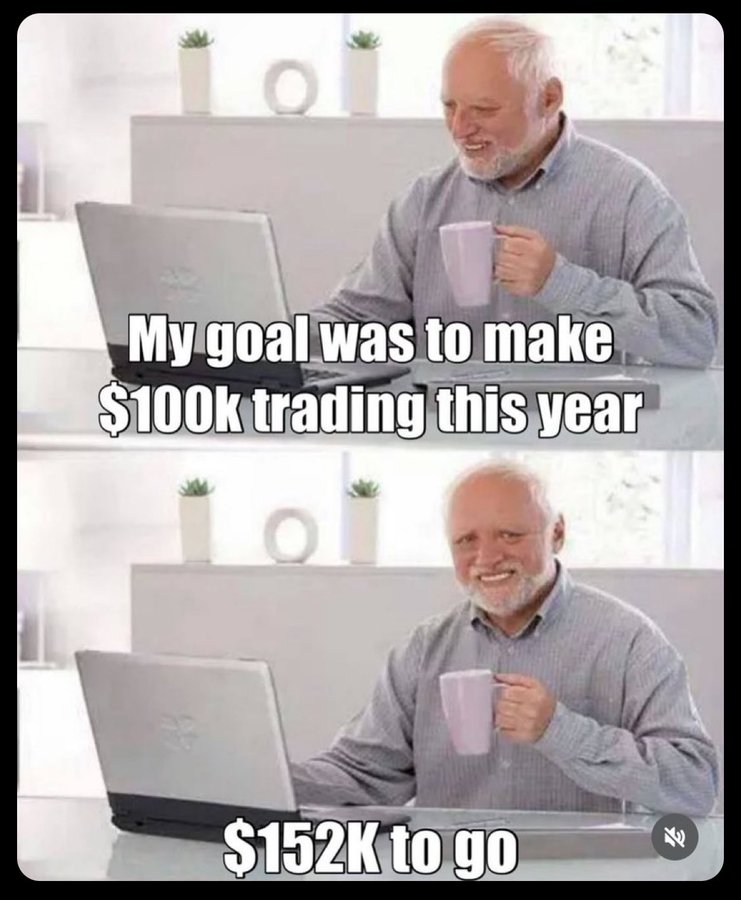 My goal was to make
$100k trading this year
$152K to go